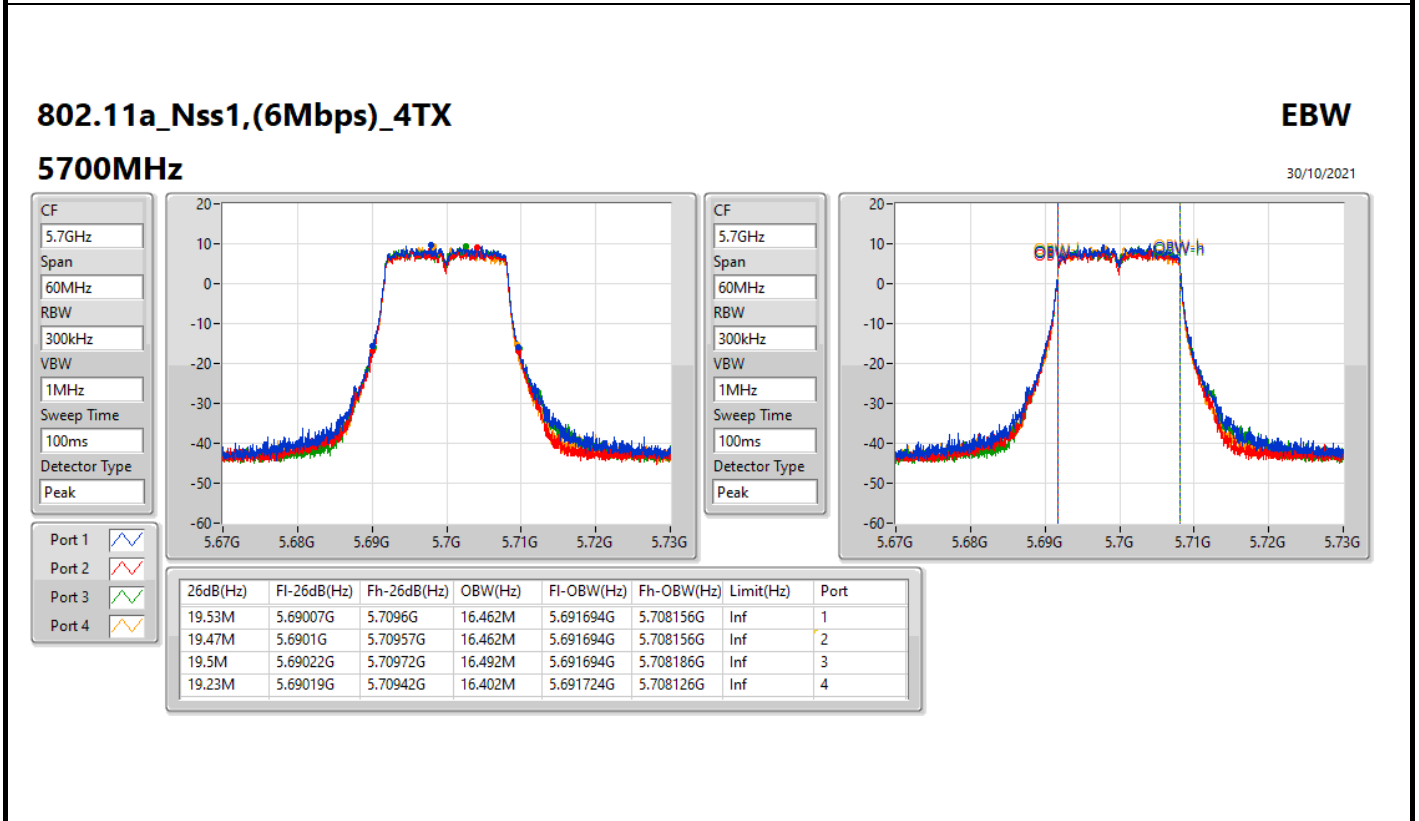 802.11a_Nss1,(6Mbps)_4TX
EBW
5700MHz
30/10/2021
CF
5.7GHz
Span
60MHz
RBW
300kHz
VBW
1MHz
Sweep Time
100ms
Detector Type
Peak
20
10
0
-10
-20
-30
-40
-50
-60
5.67G 5.68G 5.69G 5.7G 5.71G 5.72G 5.73G
CF
5.7GHz
Span
60MHz
RBW
300kHz
VBW
1MHz
Sweep Time
100ms
Detector Type
Peak
20
10
0
-10
-20
-30
-40
-50
-60
OBW-h
5.67G 5.68G 5.69G 5.7G 5.71G 5.72G 5.73G
Port 1
Port 2
Port 3
Port 4
26dB(Hz) Fl-26dB(Hz) Fh-26dB(Hz) OBW(Hz) Fl-OBW(Hz) Fh-OBW(Hz) Limit(Hz) Port
19.53M 5.69007G 5.7096G 16.462M 5.691694G 5.708156G Inf 1
19.47M 5.6901G 5.70957G 16.462M 5.691694G 5.708156G Inf 2
19.5M 5.69022G 5.70972G 16.492M 5.691694G 5.708186G Inf 3
19.23M 5.69019G 5.70942G 16.402M 5.691724G 5.708126G Inf 4